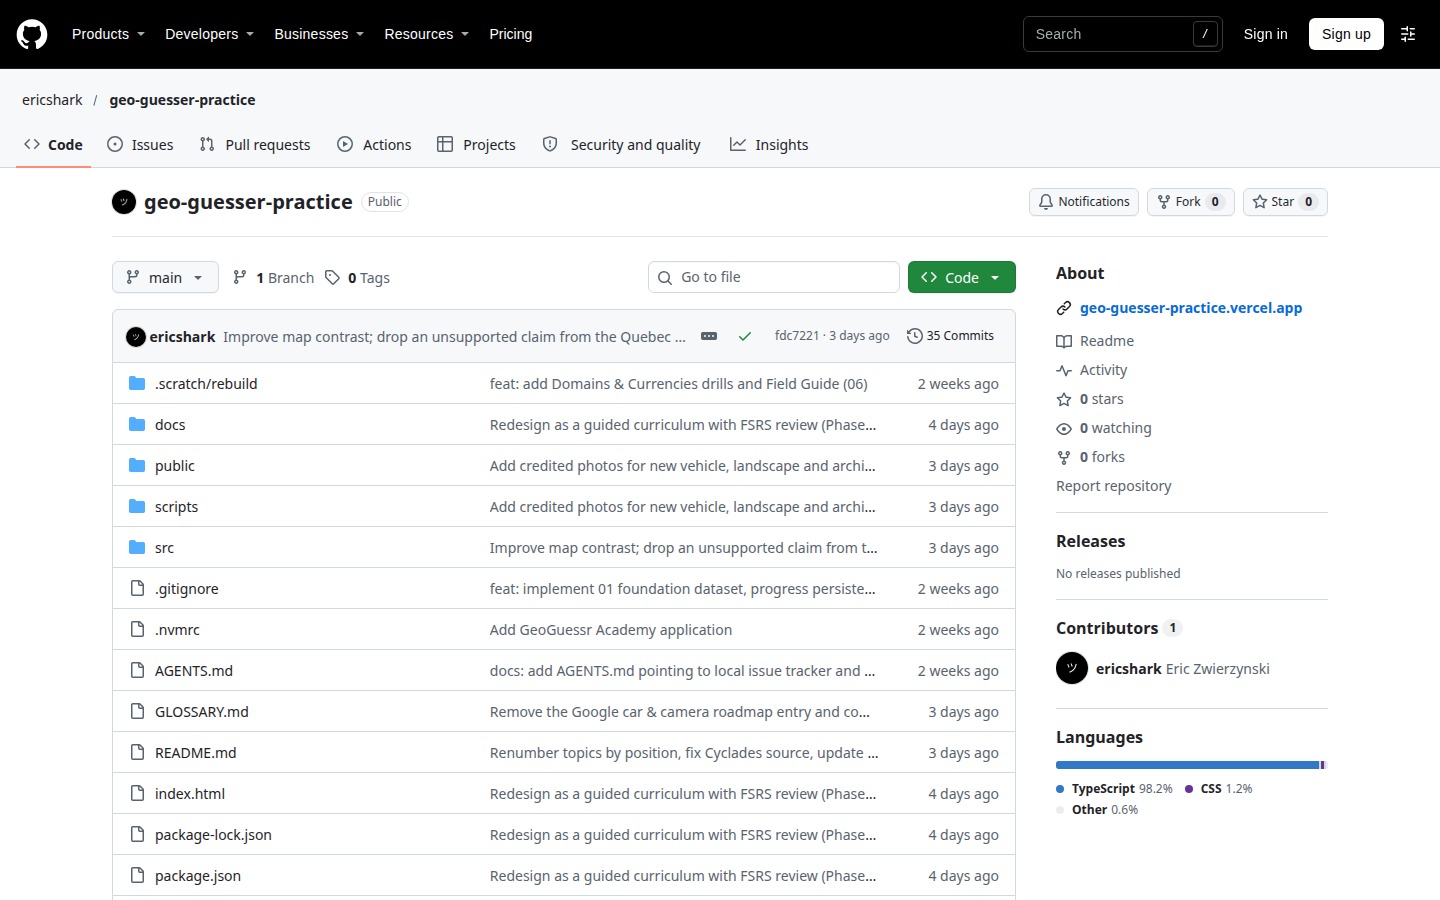 Products Developers Businesses Resources Pricing Search / Sign in Sign up
ericshark / geo-guesser-practice
Code Issues Pull requests Actions Projects Security and quality Insights
ツ geo-guesser-practice Public Notifications Fork 0 Star 0
main 1 Branch 0 Tags Go to file Code
ツ ericshark Improve map contrast; drop an unsupported claim from the Quebec ... fdc7221 · 3 days ago 35 Commits
.scratch/rebuild feat: add Domains & Currencies drills and Field Guide (06) 2 weeks ago
docs Redesign as a guided curriculum with FSRS review (Phase... 4 days ago
public Add credited photos for new vehicle, landscape and archi... 3 days ago
scripts Add credited photos for new vehicle, landscape and archi... 3 days ago
src Improve map contrast; drop an unsupported claim from t... 3 days ago
.gitignore feat: implement 01 foundation dataset, progress persiste... 2 weeks ago
.nvmrc Add GeoGuessr Academy application 2 weeks ago
AGENTS.md docs: add AGENTS.md pointing to local issue tracker and ... 2 weeks ago
GLOSSARY.md Remove the Google car & camera roadmap entry and co... 3 days ago
README.md Renumber topics by position, fix Cyclades source, update ... 3 days ago
index.html Redesign as a guided curriculum with FSRS review (Phase... 4 days ago
package-lock.json Redesign as a guided curriculum with FSRS review (Phase... 4 days ago
package.json Redesign as a guided curriculum with FSRS review (Phase... 4 days ago
About
geo-guesser-practice.vercel.app
Readme
Activity
0 stars
0 watching
0 forks
Report repository
Releases
No releases published
Contributors 1
ツ ericshark Eric Zwierzynski
Languages
TypeScript 98.2% CSS 1.2%
Other 0.6%